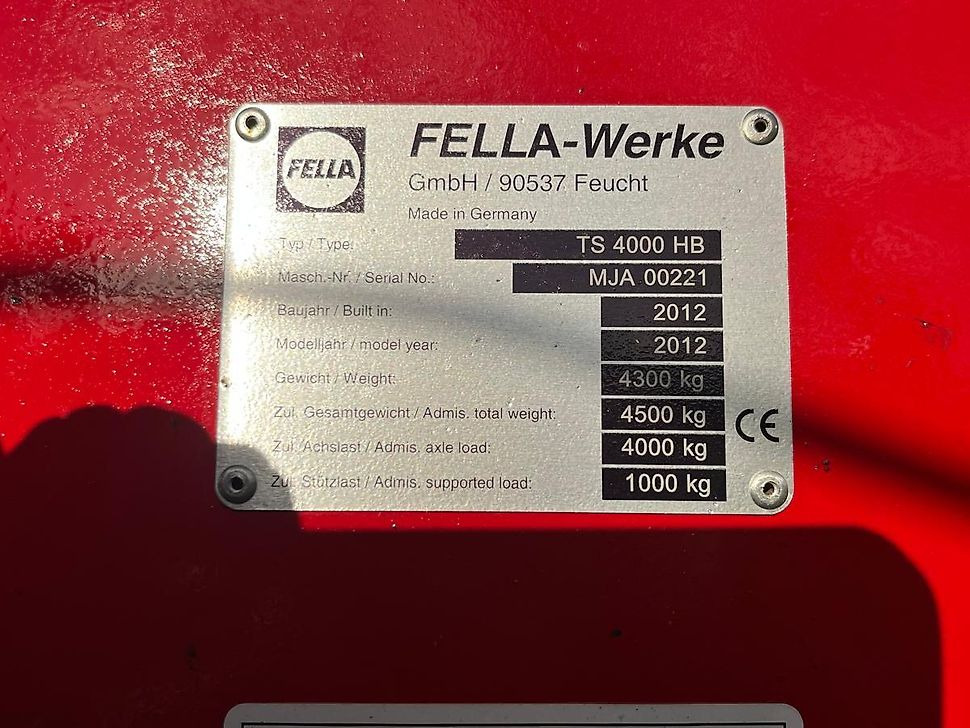 FELLA
FELLA-Werke
GmbH / 90537 Feucht
Made in Germany
Typ / Type: TS 4000 HB
Masch.-Nr. / Serial No.: MJA 00221
Baujahr / Built in: 2012
Modelljahr / model year: 2012
Gewicht / Weight: 4300 kg
Zul. Gesamtgewicht / Admis. total weight: 4500 kg
Zul. Achslast / Admis. axle load: 4000 kg
Zul. Stützlast / Admis. supported load: 1000 kg
CE